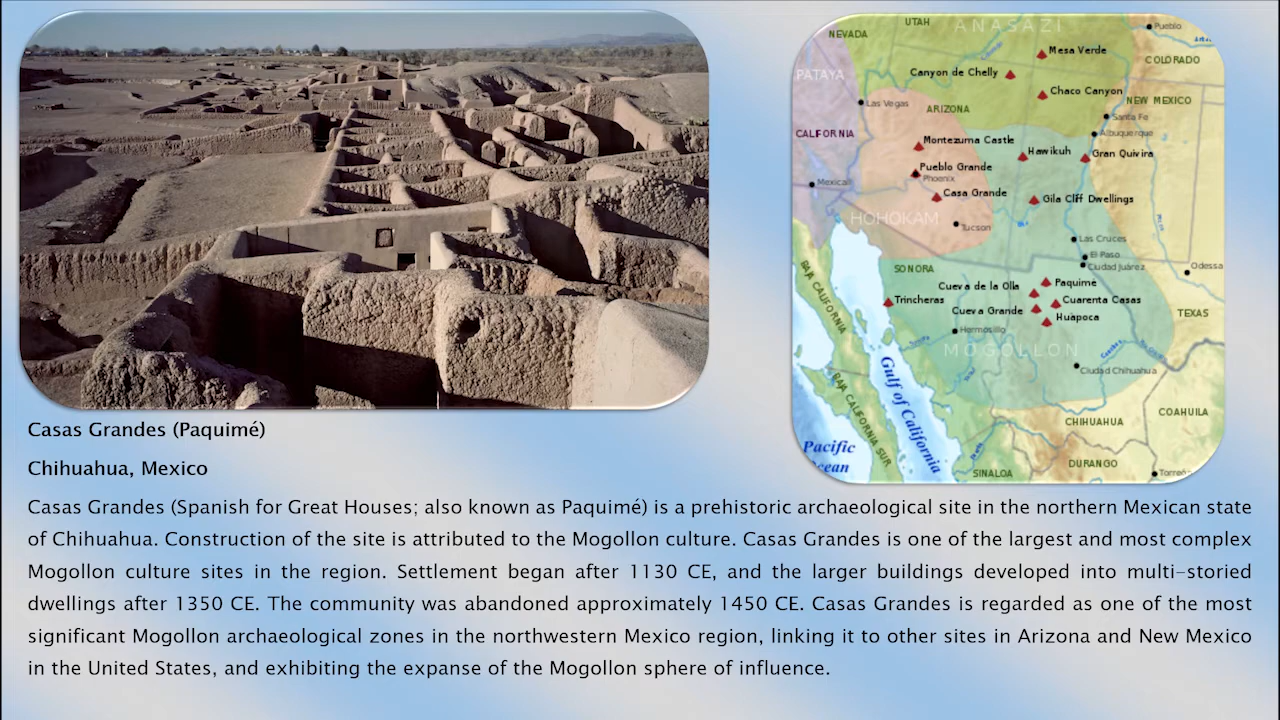 UTAH
ANASAZI
Pueblo
NEVADA
Mesa Verde
COLORADO
PATAYA
Canyon de Chelly
Chaco Canyon
Las Vegas
ARIZONA
NEW MEXICO
Santa Fe
CALIFORNIA
Albuquerque
Montezuma Castle
Hawikuh
Gran Quivira
Pueblo Grande
Phoenix
Mexicali
Casa Grande
Gila Cliff Dwellings
HOHOKAM
Tucson
Las Cruces
El Paso
Ciudad Juárez
Odessa
SONORA
BAJA CALIFORNIA
Cueva de la Olla
Paquimé
Trincheras
Cuarenta Casas
Cueva Grande
Huápoca
TEXAS
Hermosillo
MOGOLLON
Ciudad Chihuahua
Gulf of California
BAJA CALIFORNIA SUR
COAHUILA
CHIHUAHUA
Pacific
cean
DURANGO
SINALOA
Casas Grandes (Paquimé)
Chihuahua, Mexico
Casas Grandes (Spanish for Great Houses; also known as Paquimé) is a prehistoric archaeological site in the northern Mexican state
of Chihuahua. Construction of the site is attributed to the Mogollon culture. Casas Grandes is one of the largest and most complex
Mogollon culture sites in the region. Settlement began after 1130 CE, and the larger buildings developed into multi-storied
dwellings after 1350 CE. The community was abandoned approximately 1450 CE. Casas Grandes is regarded as one of the most
significant Mogollon archaeological zones in the northwestern Mexico region, linking it to other sites in Arizona and New Mexico
in the United States, and exhibiting the expanse of the Mogollon sphere of influence.